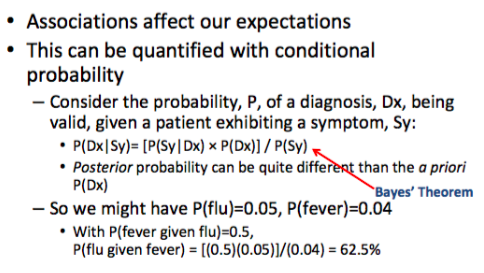 • Associations affect our expectations
• This can be quantified with conditional
probability
– Consider the probability, P, of a diagnosis, Dx, being
valid, given a patient exhibiting a symptom, Sy:
• P(Dx|Sy)= [P(Sy|Dx) × P(Dx)] / P(Sy)
• Posterior probability can be quite different than the a priori
P(Dx)
Bayes' Theorem
– So we might have P(flu)=0.05, P(fever)=0.04
• With P(fever given flu)=0.5,
P(flu given fever) = [(0.5)(0.05)]/(0.04) = 62.5%